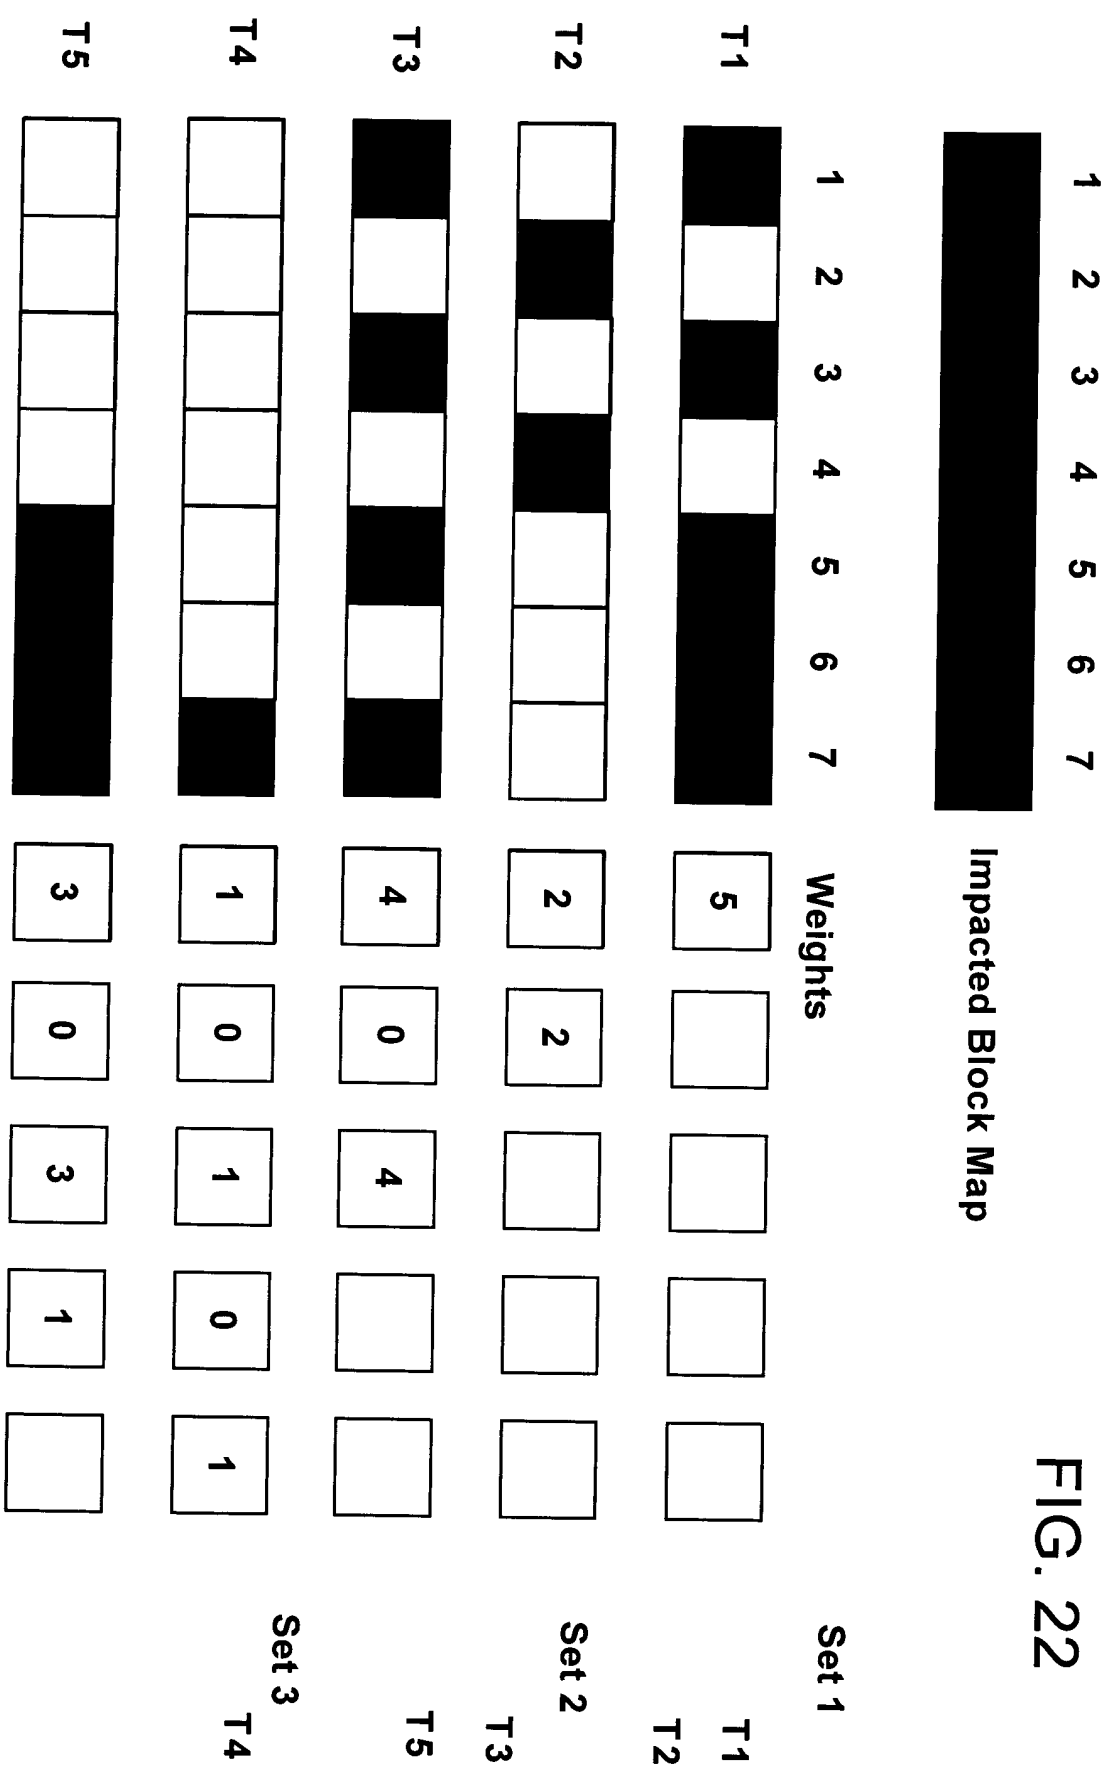 FIG. 22
1 2 3 4 5 6 7
Impacted Block Map
1 2 3 4 5 6 7
Weights
Set 1
T1
5
T1
T2
2 2
T2
Set 2
T3
T3
4 0 4
T5
T4
1 0 1 0 1
Set 3
T4
T5
3 0 3 1